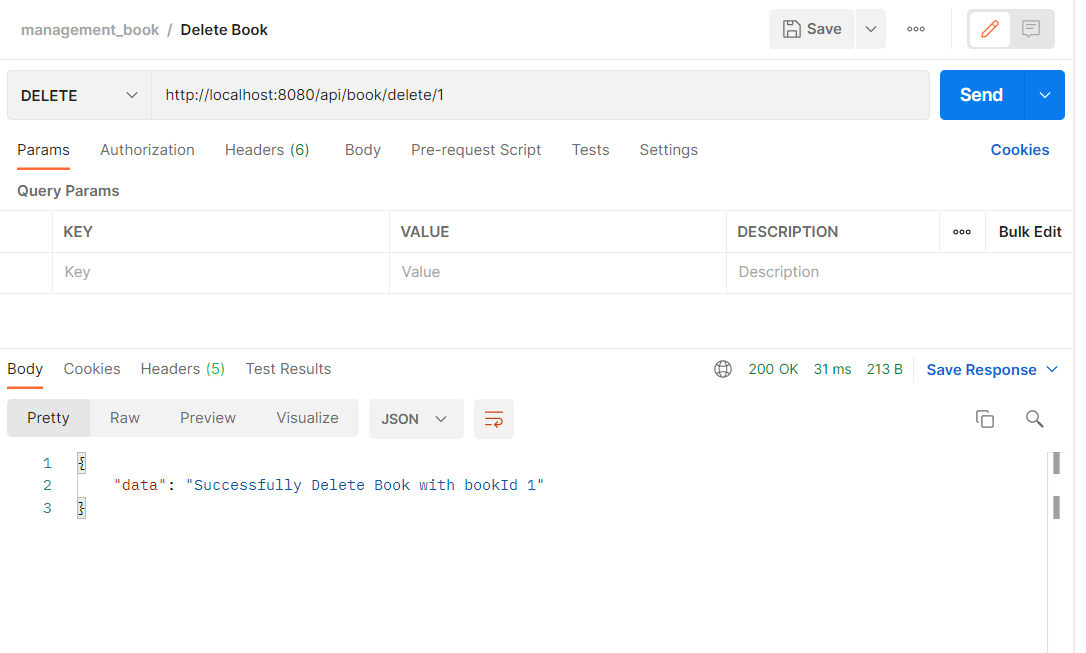 management_book / Delete Book Save ooo
DELETE http://localhost:8080/api/book/delete/1 Send
Params Authorization Headers (6) Body Pre-request Script Tests Settings Cookies
Query Params
KEY VALUE DESCRIPTION ooo Bulk Edit
Key Value Description
Body Cookies Headers (5) Test Results 200 OK 31 ms 213 B Save Response
Pretty Raw Preview Visualize JSON
1 {
2 "data": "Successfully Delete Book with bookId 1"
3 }